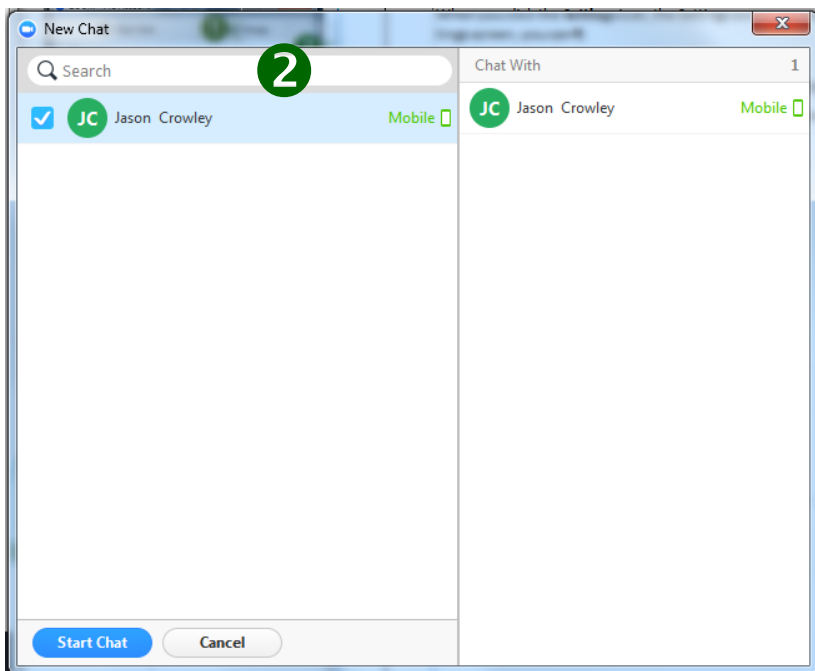 New Chat
Search
2
JC Jason Crowley Mobile
Start Chat Cancel
Chat With 1
JC Jason Crowley Mobile